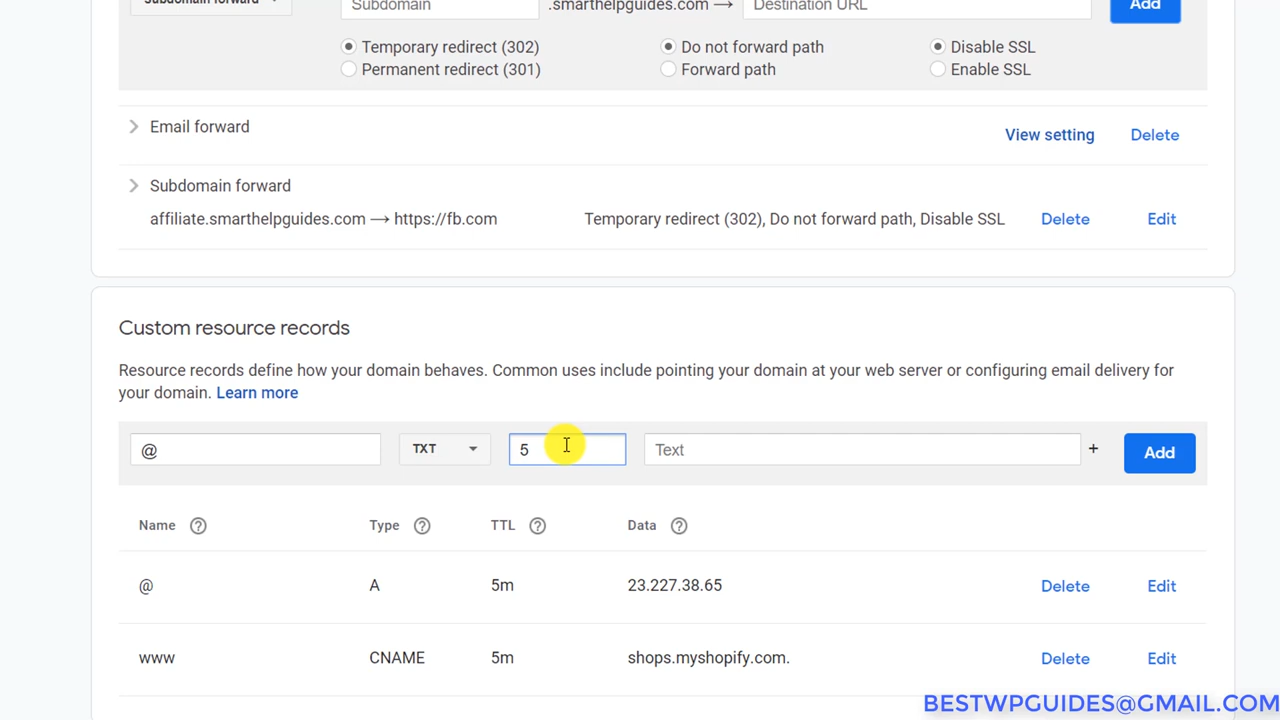 Subdomain forward
Subdomain
.smarthelpguides.com →
Destination URL
Add
Temporary redirect (302)
Do not forward path
Disable SSL
Permanent redirect (301)
Forward path
Enable SSL
Email forward
View setting
Delete
Subdomain forward
affiliate.smarthelpguides.com → https://fb.com
Temporary redirect (302), Do not forward path, Disable SSL
Delete
Edit
Custom resource records
Resource records define how your domain behaves. Common uses include pointing your domain at your web server or configuring email delivery for
your domain. Learn more
@
TXT
5
Text
+
Add
Name ?
Type ?
TTL ?
Data ?
@
A
5m
23.227.38.65
Delete
Edit
www
CNAME
5m
shops.myshopify.com.
Delete
Edit
BESTWPGUIDES@GMAIL.COM